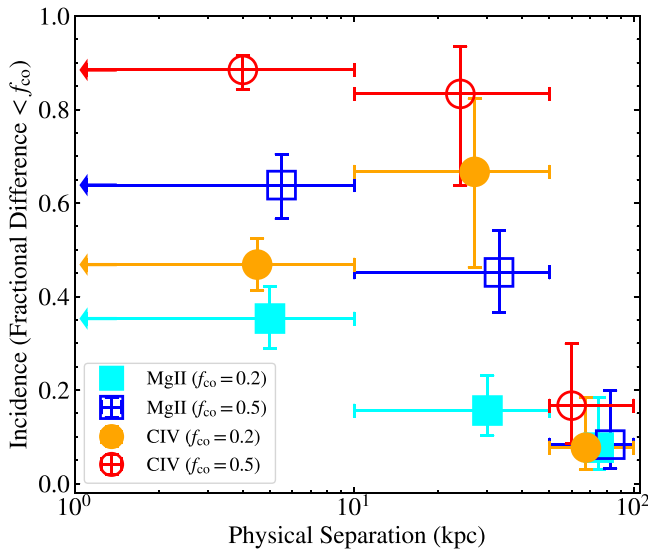 Incidence (Fractional Difference < f_co)
1.0
0.8
0.6
0.4
0.2
0.0
MgII (f_co = 0.2)
MgII (f_co = 0.5)
CIV (f_co = 0.2)
CIV (f_co = 0.5)
10^0 10^1 10^2
Physical Separation (kpc)